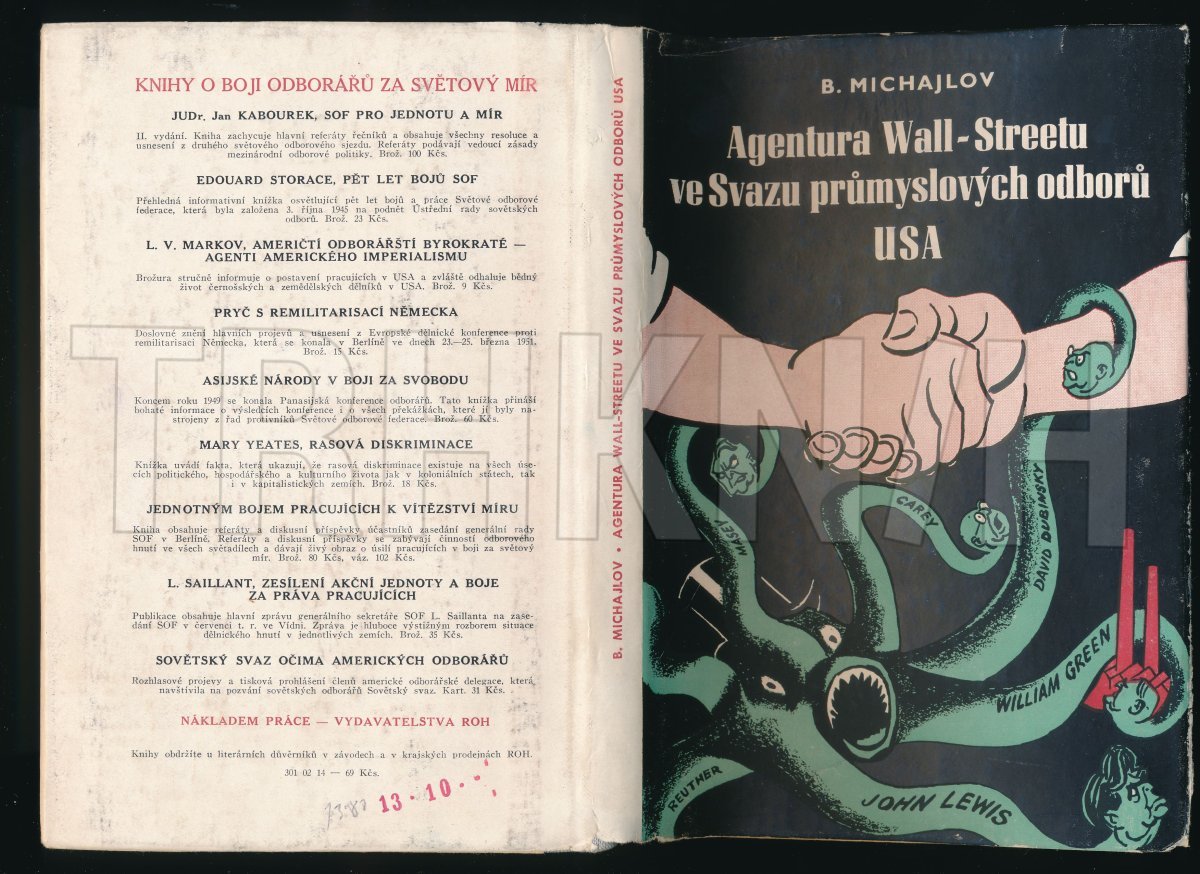 KNIHY O BOJI ODBORÁŘŮ ZA SVĚTOVÝ MÍR
JUDr. Jan KABOUREK, SOF PRO JEDNOTU A MÍR
II. vydání. Kniha zachycuje hlavní referáty řečníků a obsahuje všechny resoluce a
usnesení z druhého světového odborového sjezdu. Referáty podávají vedoucí zásady
mezinárodní odborové politiky. Brož. 100 Kčs.
EDOUARD STORACE, PĚT LET BOJŮ SOF
Přehledná informativní knížka osvětlující pět let bojů a práce Světové odborové
federace, která byla založena 3. října 1945 na podnět Ústřední rady sovětských
odborů. Brož. 23 Kčs.
L. V. MARKOV, AMERIČTÍ ODBORÁŘŠTÍ BYROKRATÉ —
AGENTI AMERICKÉHO IMPERIALISMU
Brožura stručně informuje o postavení pracujících v USA a zvláště odhaluje bědný
život černošských a zemědělských dělníků v USA. Brož. 9 Kčs.
PRYČ S REMILITARISACÍ NĚMECKA
Doslovné znění hlavních projevů a usnesení z Evropské dělnické konference proti
remilitarisaci Německa, která se konala v Berlíně ve dnech 23.—25. března 1951.
Brož. 15 Kčs.
ASIJSKÉ NÁRODY V BOJI ZA SVOBODU
Koncem roku 1949 se konala Panasijská konference odborářů. Tato knížka přináší
bohaté informace o výsledcích konference i o všech překážkách, které jí byly na-
strojeny z řad protivníků Světové odborové federace. Brož. 60 Kčs.
MARY YEATES, RASOVÁ DISKRIMINACE
Knížka uvádí fakta, která ukazují, že rasová diskriminace existuje na všech úse-
cích politického, hospodářského a kulturního života jak v koloniálních státech, tak
i v kapitalistických zemích. Brož. 18 Kčs.
JEDNOTNÝM BOJEM PRACUJÍCÍCH K VÍTĚZSTVÍ MÍRU
Kniha obsahuje referáty a diskusní příspěvky účastníků zasedání generální rady
SOF v Berlíně. Referáty a diskusní příspěvky se zabývají činností odborového
hnutí ve všech světadílech a dávají živý obraz o úsilí pracujících v boji za světový
mír. Brož. 80 Kčs, váz. 102 Kčs.
L. SAILLANT, ZESÍLENÍ AKČNÍ JEDNOTY A BOJE
ZA PRÁVA PRACUJÍCÍCH
Publikace obsahuje hlavní zprávu generálního sekretáře SOF L. Saillanta na zase-
dání SOF v červenci t. r. ve Vídni. Zpráva je hluboce výstižným rozborem situace
dělnického hnutí v jednotlivých zemích. Brož. 35 Kčs.
SOVĚTSKÝ SVAZ OČIMA AMERICKÝCH ODBORÁŘŮ
Rozhlasové projevy a tisková prohlášení členů americké odborářské delegace, která
navštívila na pozvání sovětských odborářů Sovětský svaz. Kart. 31 Kčs.
NÁKLADEM PRÁCE — VYDAVATELSTVA ROH
Knihy obdržíte u literárních důvěrníků v závodech a v krajských prodejnách ROH.
301 02 14 — 69 Kčs.
13·10·-
B. MICHAJLOV • AGENTURA WALL-STREETU VE SVAZU PRŮMYSLOVÝCH ODBORŮ USA
B. MICHAJLOV
Agentura Wall-Streetu
ve Svazu průmyslových odborů
USA
MASEY
CAREY
DAVID DUBINSKY
WILLIAM GREEN
REUTHER
JOHN LEWIS
TRH KNIH